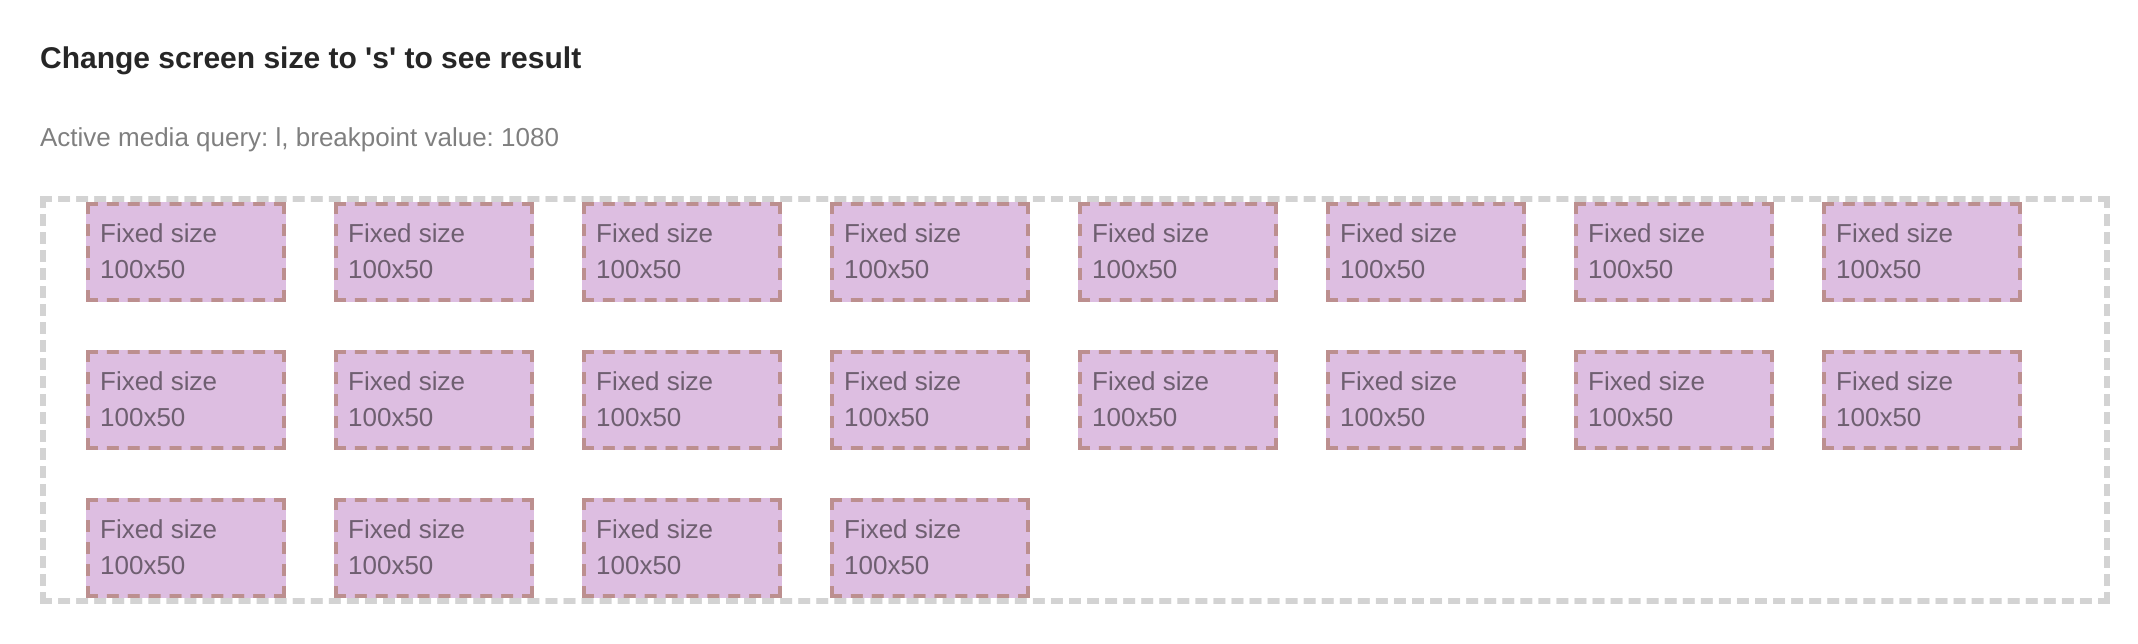 Change screen size to 's' to see result
Active media query: l, breakpoint value: 1080
Fixed size Fixed size Fixed size Fixed size Fixed size Fixed size Fixed size Fixed size
100x50 100x50 100x50 100x50 100x50 100x50 100x50 100x50
Fixed size Fixed size Fixed size Fixed size Fixed size Fixed size Fixed size Fixed size
100x50 100x50 100x50 100x50 100x50 100x50 100x50 100x50
Fixed size Fixed size Fixed size Fixed size
100x50 100x50 100x50 100x50